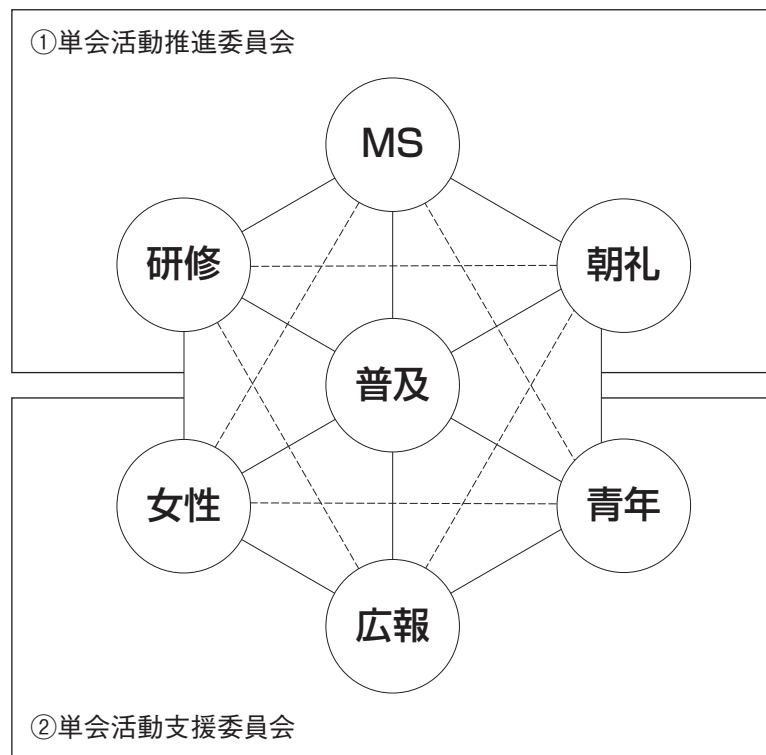 ①単会活動推進委員会
MS
研修
朝礼
普及
女性
青年
広報
②単会活動支援委員会